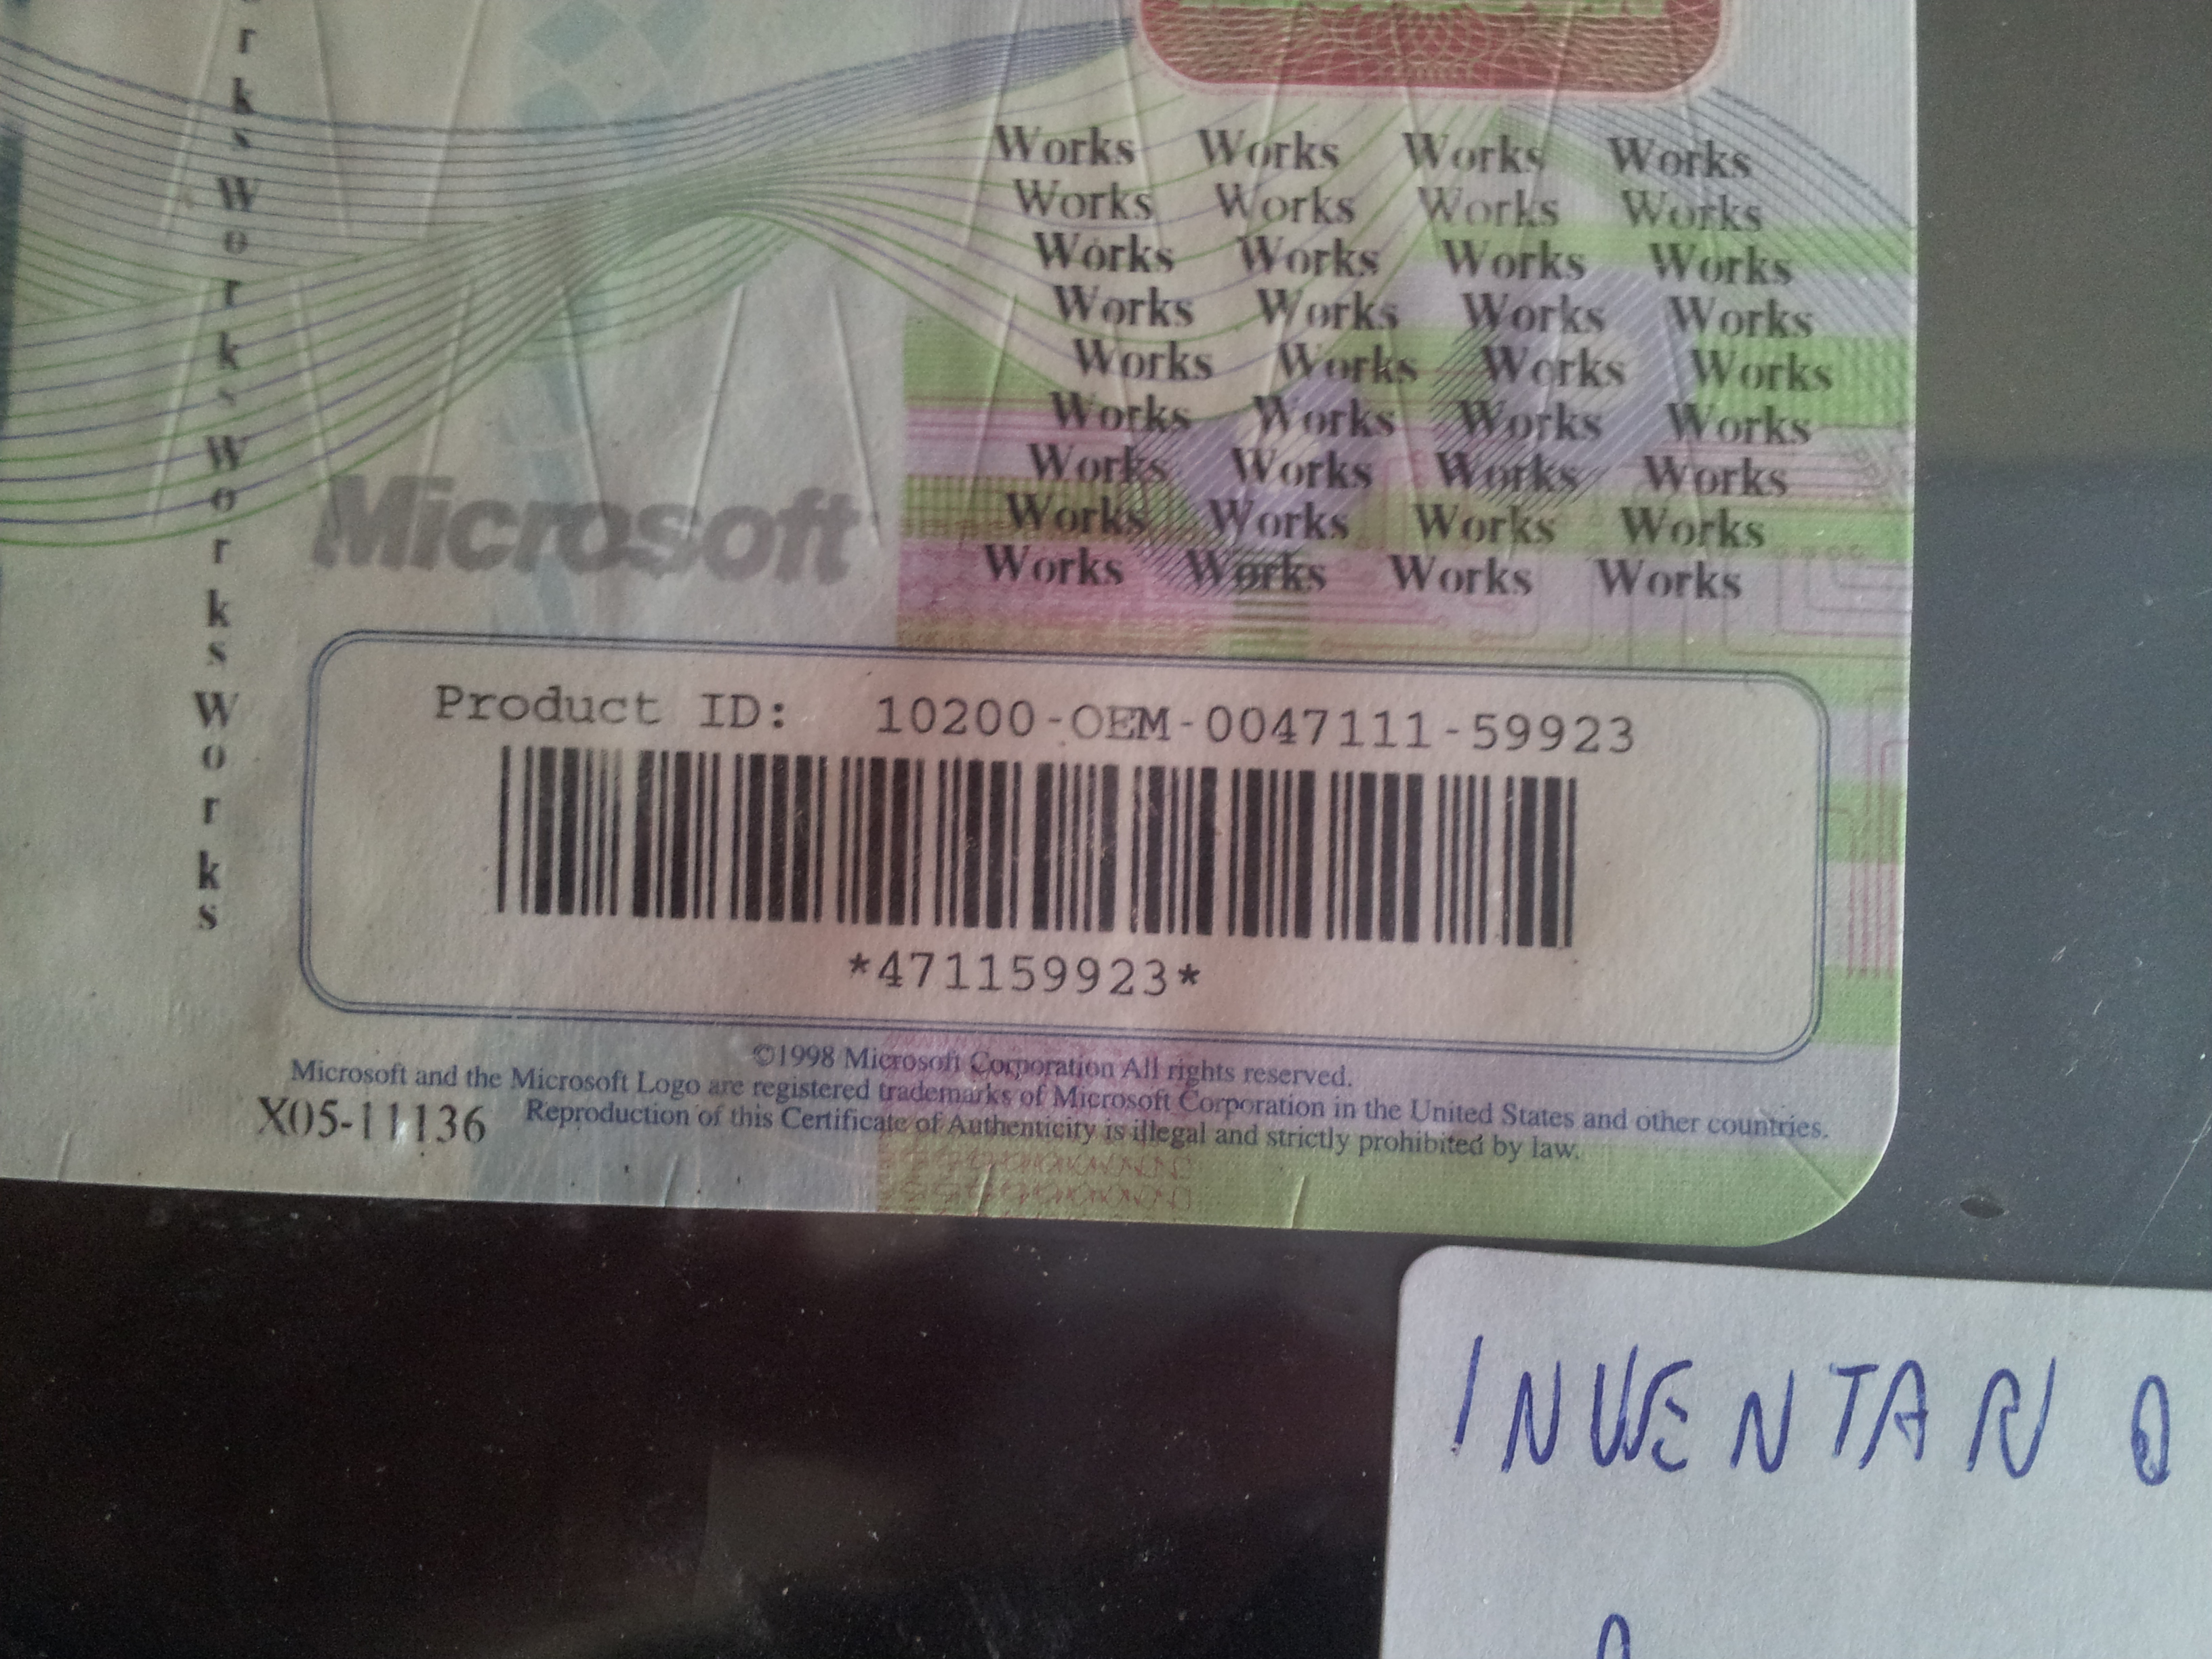 orksWorksWorksWorks
Works Works Works Works
Works Works Works Works
Works Works Works Works
Works Works Works Works
Works Works Works Works
Works Works Works Works
Works Works Works Works
Works Works Works Works
Works Works Works Works
Microsoft
Product ID: 10200-OEM-0047111-59923
*471159923*
©1998 Microsoft Corporation All rights reserved.
Microsoft and the Microsoft Logo are registered trademarks of Microsoft Corporation in the United States and other countries.
X05-11136 Reproduction of this Certificate of Authenticity is illegal and strictly prohibited by law.